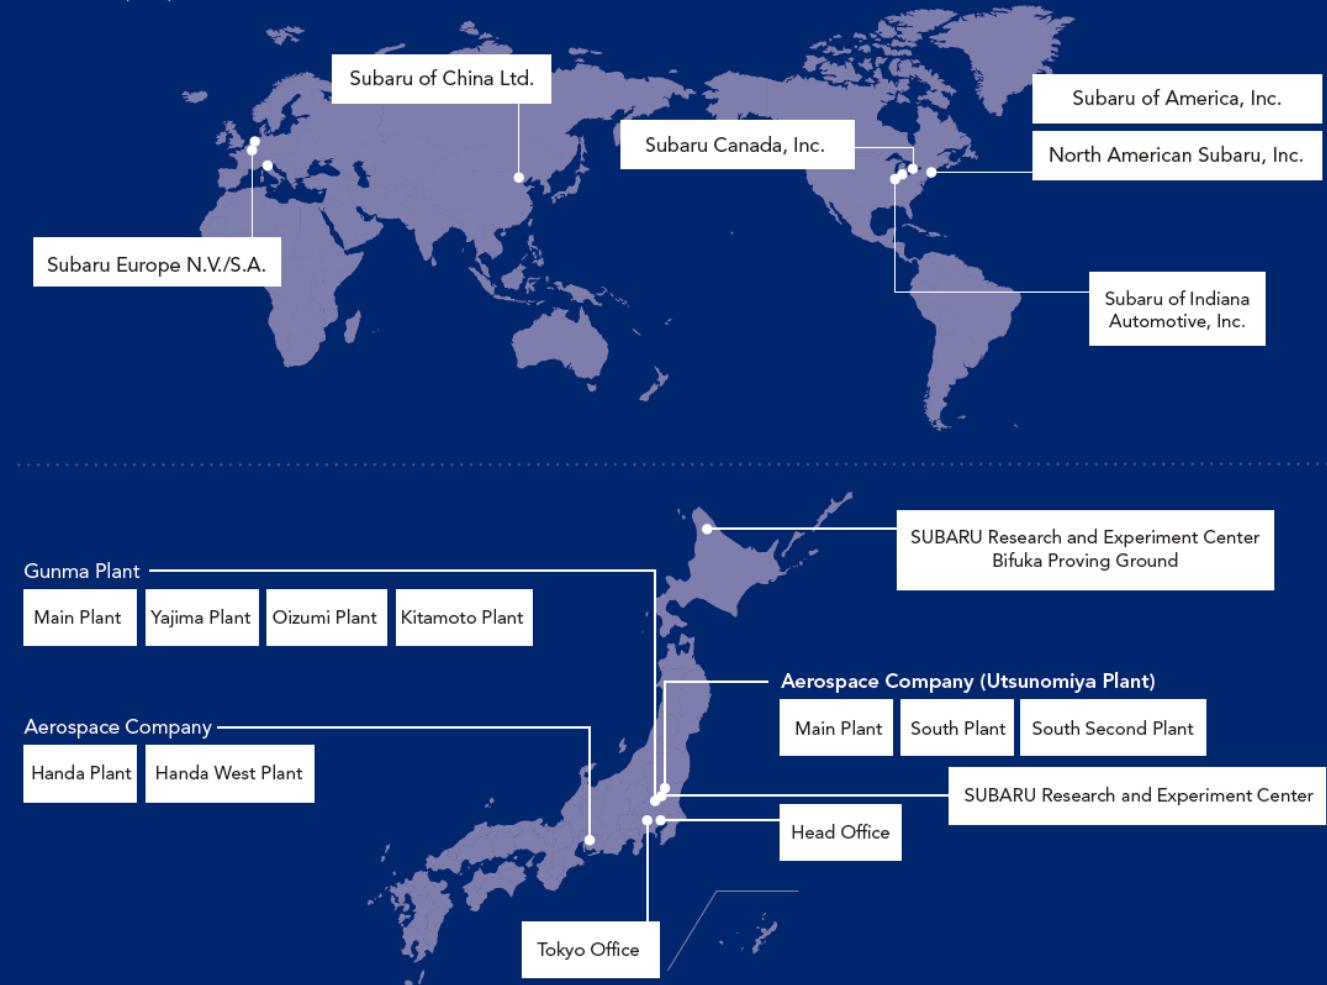 Subaru of China Ltd.
Subaru of America, Inc.
Subaru Canada, Inc.
North American Subaru, Inc.
Subaru Europe N.V./S.A.
Subaru of Indiana
Automotive, Inc.
SUBARU Research and Experiment Center
Bifuka Proving Ground
Gunma Plant
Main Plant
Yajima Plant
Oizumi Plant
Kitamoto Plant
Aerospace Company (Utsunomiya Plant)
Main Plant
South Plant
South Second Plant
Aerospace Company
Handa Plant
Handa West Plant
SUBARU Research and Experiment Center
Head Office
Tokyo Office